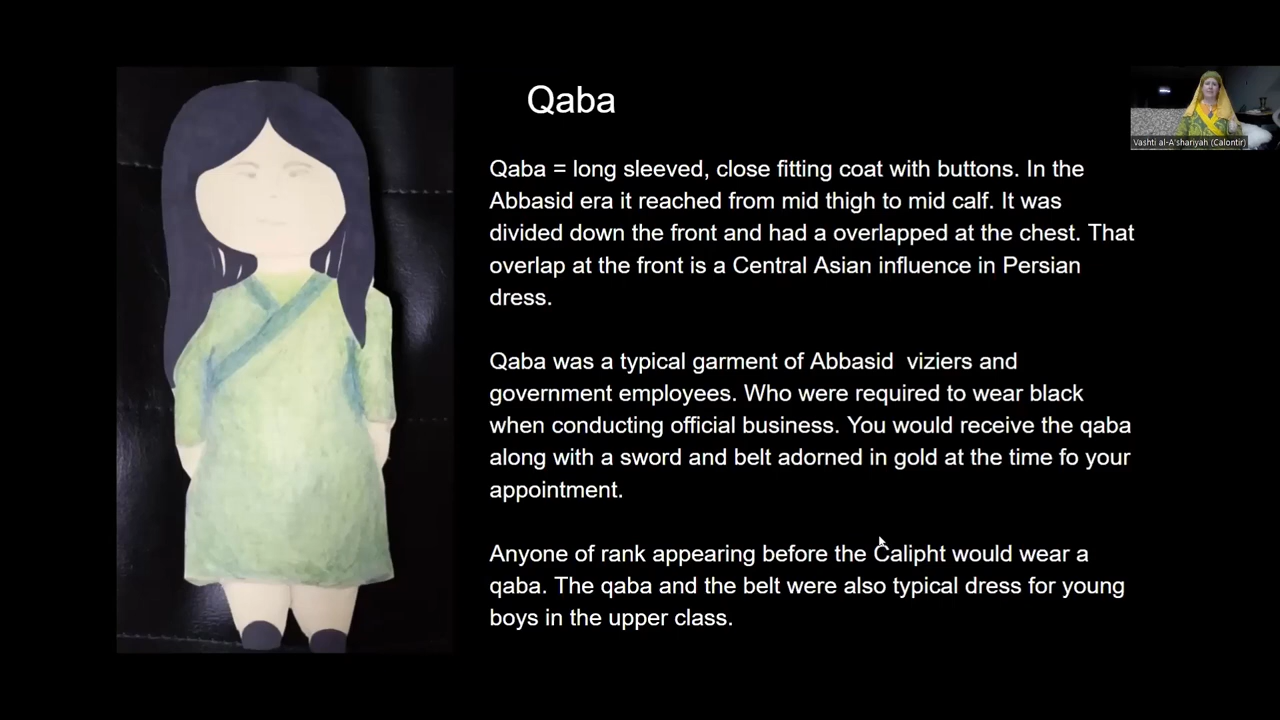 Qaba
Qaba = long sleeved, close fitting coat with buttons. In the
Abbasid era it reached from mid thigh to mid calf. It was
divided down the front and had a overlapped at the chest. That
overlap at the front is a Central Asian influence in Persian
dress.
Qaba was a typical garment of Abbasid  viziers and
government employees. Who were required to wear black
when conducting official business. You would receive the qaba
along with a sword and belt adorned in gold at the time fo your
appointment.
Anyone of rank appearing before the Calipht would wear a
qaba. The qaba and the belt were also typical dress for young
boys in the upper class.
Vashti al-A'shariyah (Calontir)